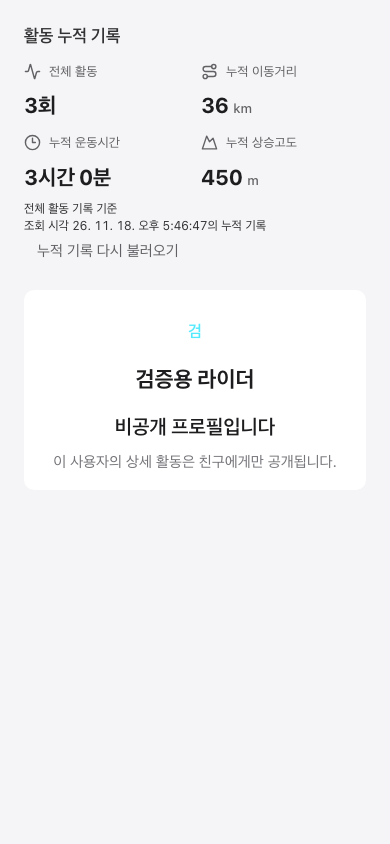 활동 누적 기록
전체 활동
누적 이동거리
3회
36 km
누적 운동시간
누적 상승고도
3시간 0분
450 m
전체 활동 기록 기준
조회 시각 26. 11. 18. 오후 5:46:47의 누적 기록
누적 기록 다시 불러오기
검
검증용 라이더
비공개 프로필입니다
이 사용자의 상세 활동은 친구에게만 공개됩니다.